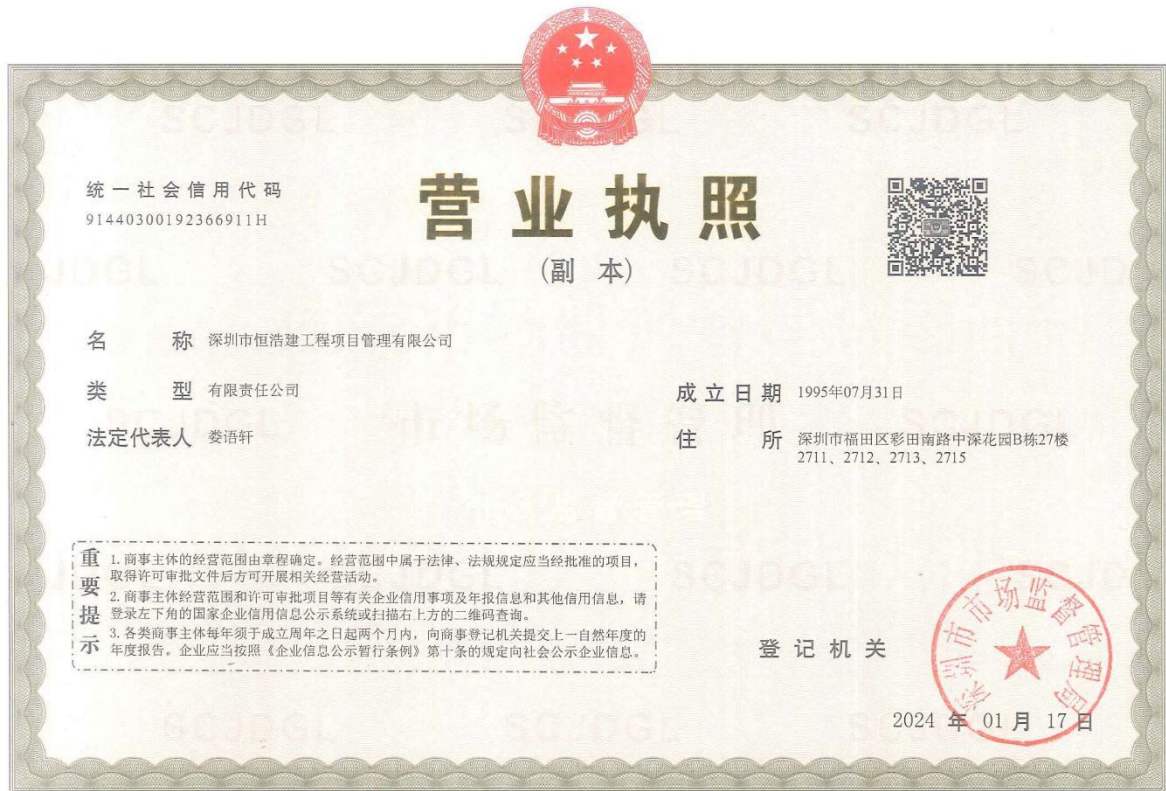 统一社会信用代码
91440300192366911H
营业执照
(副 本)
名 称 深圳市恒浩建工程项目管理有限公司
类 型 有限责任公司
法定代表人 娄语轩
成立日期 1995年07月31日
住 所 深圳市福田区彩田南路中深花园B栋27楼
2711、2712、2713、2715
重要提示
1. 商事主体的经营范围由章程确定。经营范围中属于法律、法规规定应当经批准的项目，
取得许可审批文件后方可开展相关经营活动。
2. 商事主体经营范围和许可审批项目等有关企业信用事项及年报信息和其他信用信息，请
登录左下角的国家企业信用信息公示系统或扫描右上方的二维码查询。
3. 各类商事主体每年须于成立周年之日起两个月内，向商事登记机关提交上一自然年度的
年度报告。企业应当按照《企业信息公示暂行条例》第十条的规定向社会公示企业信息。
登记机关
深圳市市场监督管理局
2024 年 01 月 17 日
SCJDGL